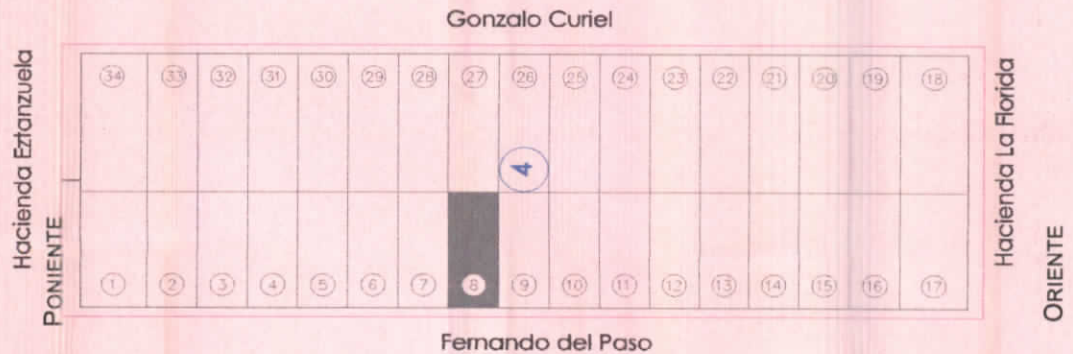 Gonzalo Curiel
Hacienda Eztanzuela
PONIENTE
34 33 32 31 30 29 28 27 26 25 24 23 22 21 20 19 18
4
1 2 3 4 5 6 7 8 9 10 11 12 13 14 15 16 17
Hacienda La Florida
ORIENTE
Fernando del Paso